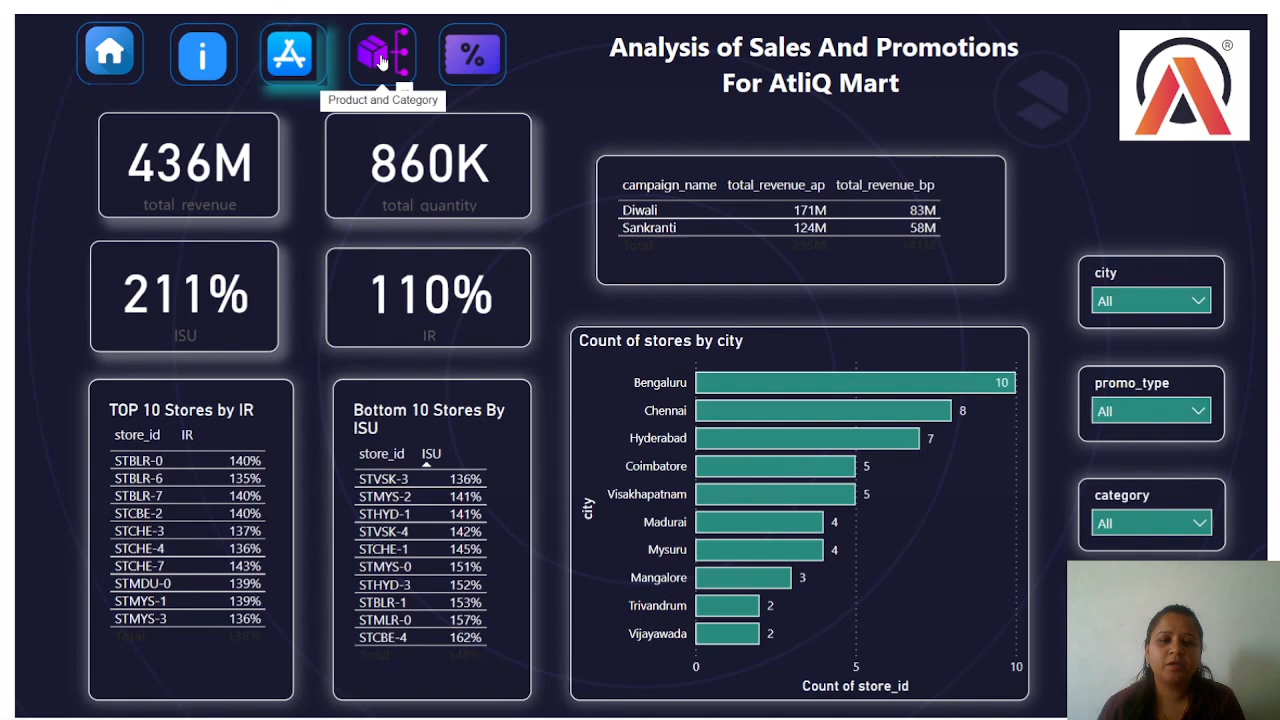 Analysis of Sales And Promotions
For AtliQ Mart
®
i
%
Product and Category
436M
total revenue
860K
total quantity
211%
ISU
110%
IR
campaign_name total_revenue_ap total_revenue_bp
Diwali 171M 83M
Sankranti 124M 58M
Total 295M 141M
city
All
promo_type
All
category
All
TOP 10 Stores by IR
store_id IR
STBLR-0 140%
STBLR-6 135%
STBLR-7 140%
STCBE-2 140%
STCHE-3 137%
STCHE-4 136%
STCHE-7 143%
STMDU-0 139%
STMYS-1 139%
STMYS-3 136%
Total 138%
Bottom 10 Stores By
ISU
store_id ISU
STVSK-3 136%
STMYS-2 141%
STHYD-1 141%
STVSK-4 142%
STCHE-1 145%
STMYS-0 151%
STHYD-3 152%
STBLR-1 153%
STMLR-0 157%
STCBE-4 162%
Total 148%
Count of stores by city
city
Bengaluru 10
Chennai 8
Hyderabad 7
Coimbatore 5
Visakhapatnam 5
Madurai 4
Mysuru 4
Mangalore 3
Trivandrum 2
Vijayawada 2
0 5 10
Count of store_id